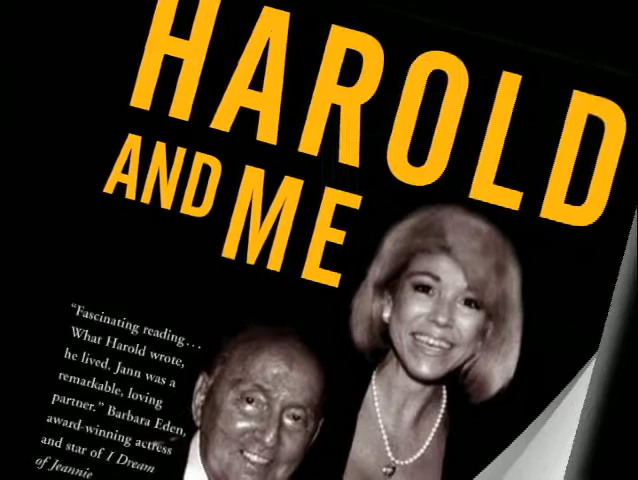 HAROLD
AND ME
“Fascinating reading...
What Harold wrote,
he lived. Jann was a
remarkable, loving
partner.” Barbara Eden,
award-winning actress
and star of I Dream
of Jeannie